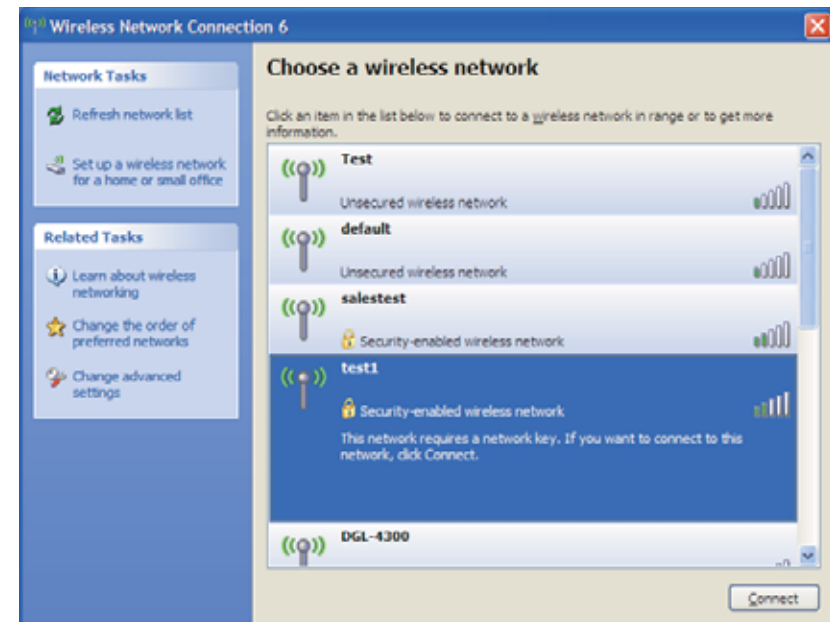 Wireless Network Connection 6
Network Tasks
Refresh network list
Set up a wireless network
for a home or small office
Related Tasks
Learn about wireless
networking
Change the order of
preferred networks
Change advanced
settings
Choose a wireless network
Click an item in the list below to connect to a wireless network in range or to get more
information.
Test
Unsecured wireless network
default
Unsecured wireless network
salestest
Security-enabled wireless network
test1
Security-enabled wireless network
This network requires a network key. If you want to connect to this
network, click Connect.
DGL-4300
Connect